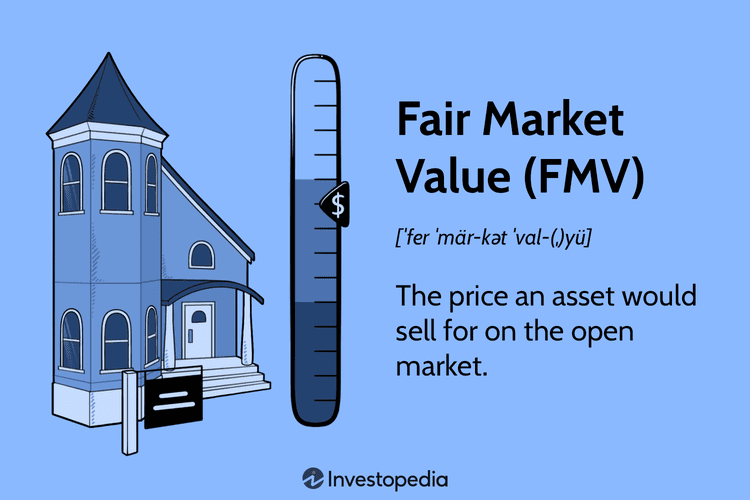 Fair Market
Value (FMV)
[ˈfer ˈmär-kət ˈval-(ˌ)yü]
The price an asset would
sell for on the open
market.
$
Investopedia